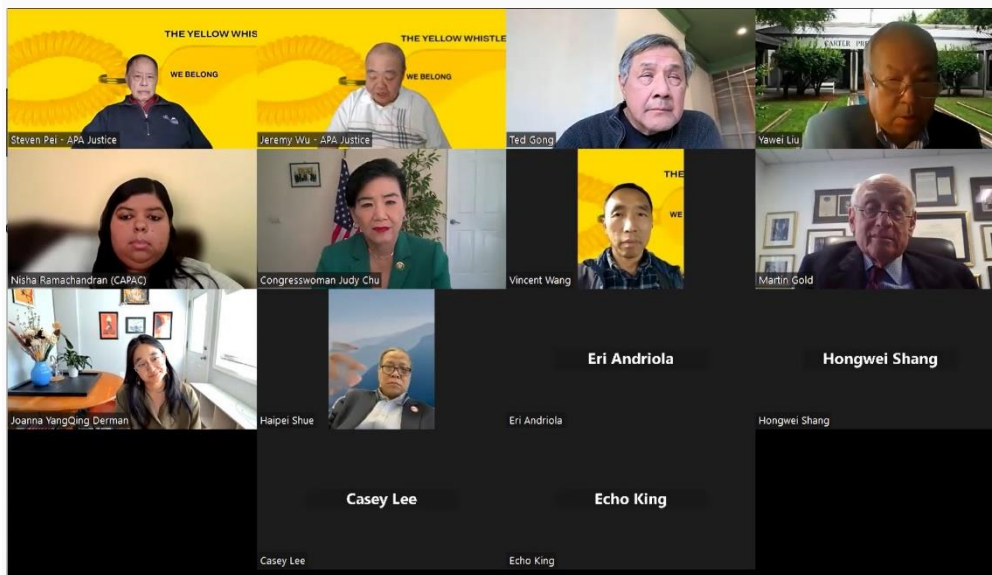 THE YELLOW WHIS
WE BELONG
Steven Pei - APA Justice
THE YELLOW WHISTLE
WE BELONG
Jeremy Wu - APA Justice
Ted Gong
CARTER PRE
Yawei Liu
Nisha Ramachandran (CAPAC)
Congresswoman Judy Chu
THE
WE
Vincent Wang
Martin Gold
Joanna YangQing Derman
Haipei Shue
Eri Andriola
Eri Andriola
Hongwei Shang
Hongwei Shang
Casey Lee
Casey Lee
Echo King
Echo King